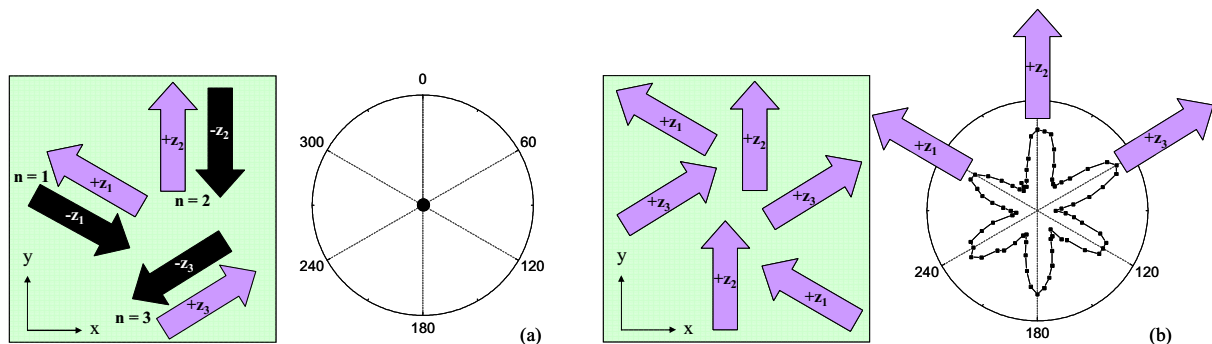 +z₂
-z₂
n = 1
+z₁
n = 2
-z₁
-z₃
n = 3
+z₃
y
x
0
60
120
180
240
300
(a)
+z₁
+z₂
+z₃
+z₃
+z₂
+z₁
y
x
+z₂
+z₁
+z₃
240
120
180
(b)